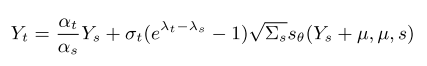 $Y_t = \frac{\alpha_t}{\alpha_s} Y_s + \sigma_t (e^{\lambda_t - \lambda_s} - 1) \sqrt{\Sigma_s} s_\theta (Y_s + \mu, \mu, s)$